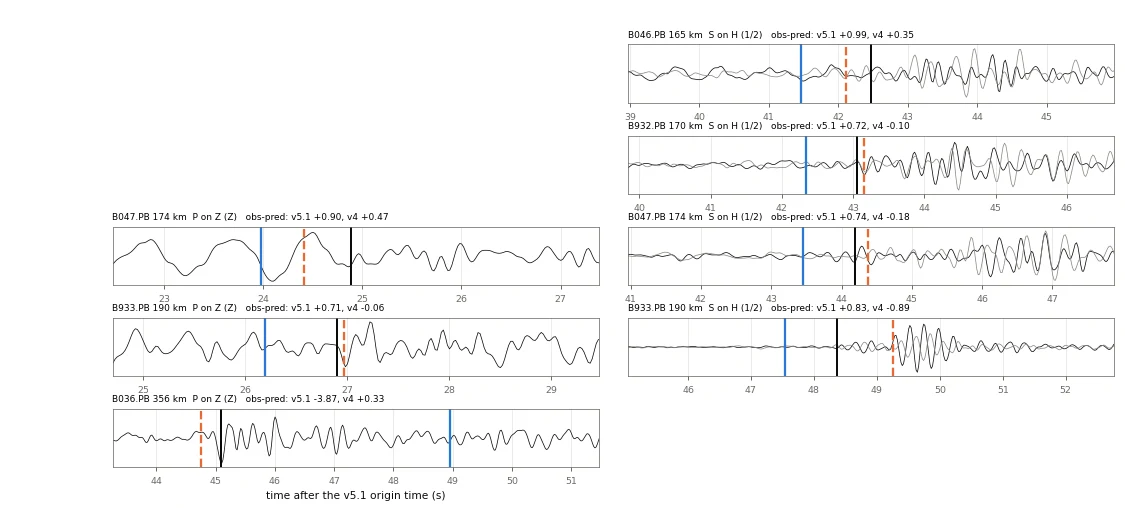 B046.PB 165 km  S on H (1/2)   obs-pred: v5.1 +0.99, v4 +0.35
39 40 41 42 43 44 45
B932.PB 170 km  S on H (1/2)   obs-pred: v5.1 +0.72, v4 -0.10
40 41 42 43 44 45 46
B047.PB 174 km  P on Z (Z)   obs-pred: v5.1 +0.90, v4 +0.47
23 24 25 26 27
B047.PB 174 km  S on H (1/2)   obs-pred: v5.1 +0.74, v4 -0.18
41 42 43 44 45 46 47
B933.PB 190 km  P on Z (Z)   obs-pred: v5.1 +0.71, v4 -0.06
25 26 27 28 29
B933.PB 190 km  S on H (1/2)   obs-pred: v5.1 +0.83, v4 -0.89
46 47 48 49 50 51 52
B036.PB 356 km  P on Z (Z)   obs-pred: v5.1 -3.87, v4 +0.33
44 45 46 47 48 49 50 51
time after the v5.1 origin time (s)